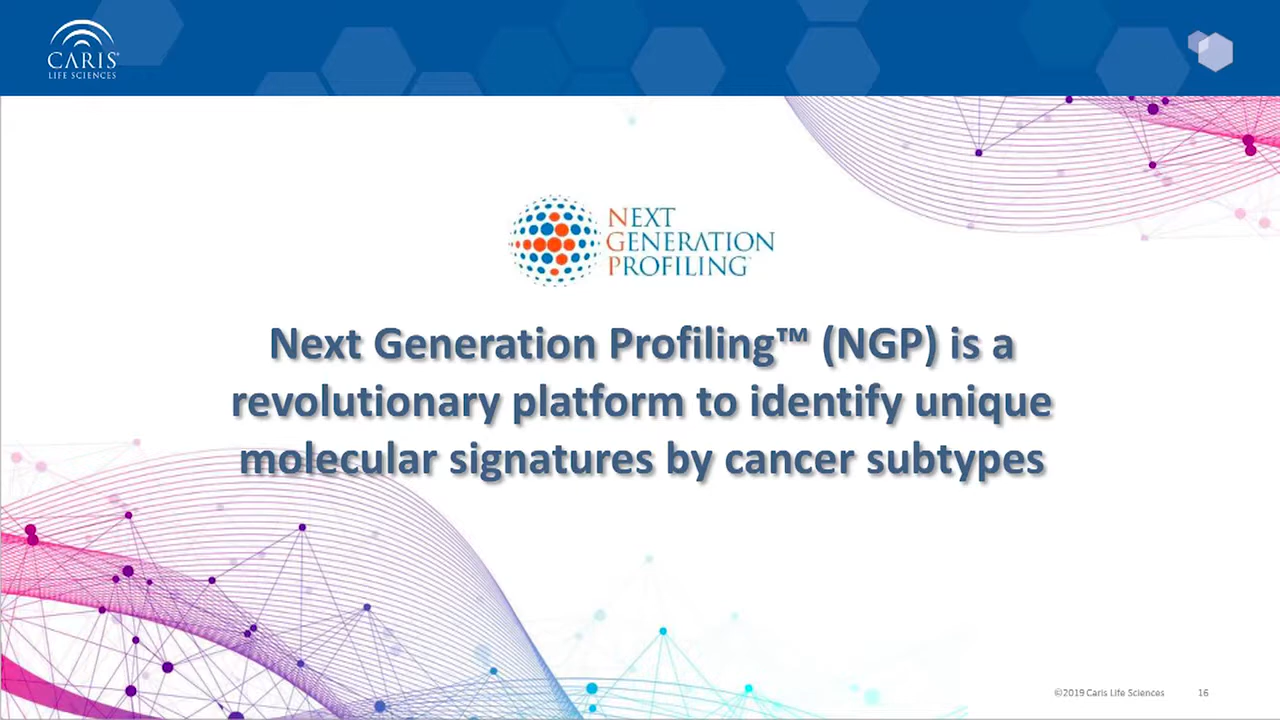 CARIS®
LIFE SCIENCES
NEXT
GENERATION
PROFILING™
Next Generation Profiling™ (NGP) is a
revolutionary platform to identify unique
molecular signatures by cancer subtypes
©2019 Caris Life Sciences 16